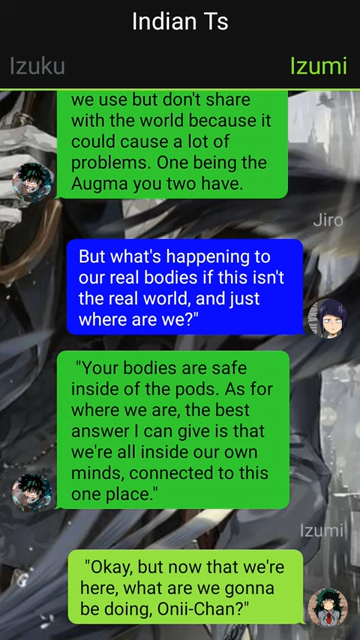 Indian Ts
Izuku
Izumi
we use but don't share
with the world because it
could cause a lot of
problems. One being the
Augma you two have.
Jiro
But what's happening to
our real bodies if this isn't
the real world, and just
where are we?"
"Your bodies are safe
inside of the pods. As for
where we are, the best
answer I can give is that
we're all inside our own
minds, connected to this
one place."
Izumi
"Okay, but now that we're
here, what are we gonna
be doing, Onii-Chan?"